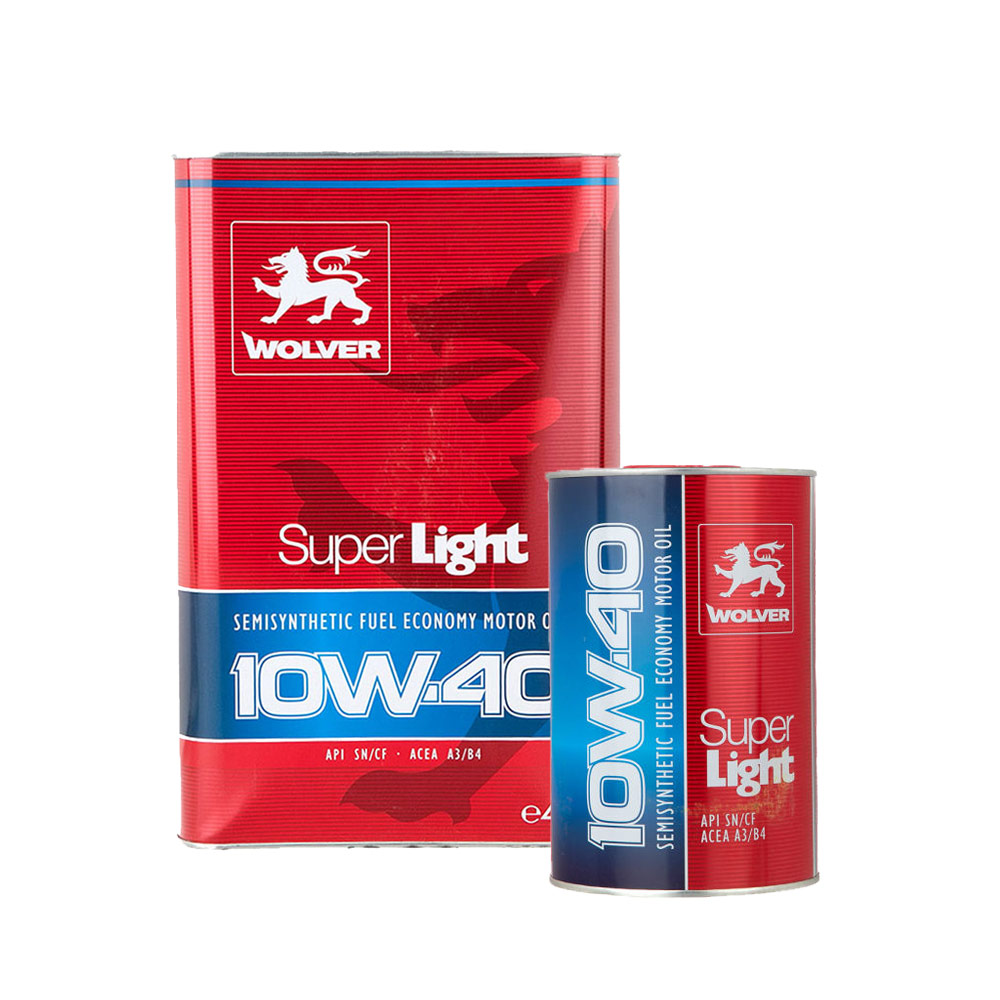 WOLVER
Super Light
SEMISYNTHETIC FUEL ECONOMY MOTOR O
10W-40
API SN/CF · ACEA A3/B4
e4
10W-40
SEMISYNTHETIC FUEL ECONOMY MOTOR OIL
WOLVER
Super
Light
API SN/CF
ACEA A3/B4